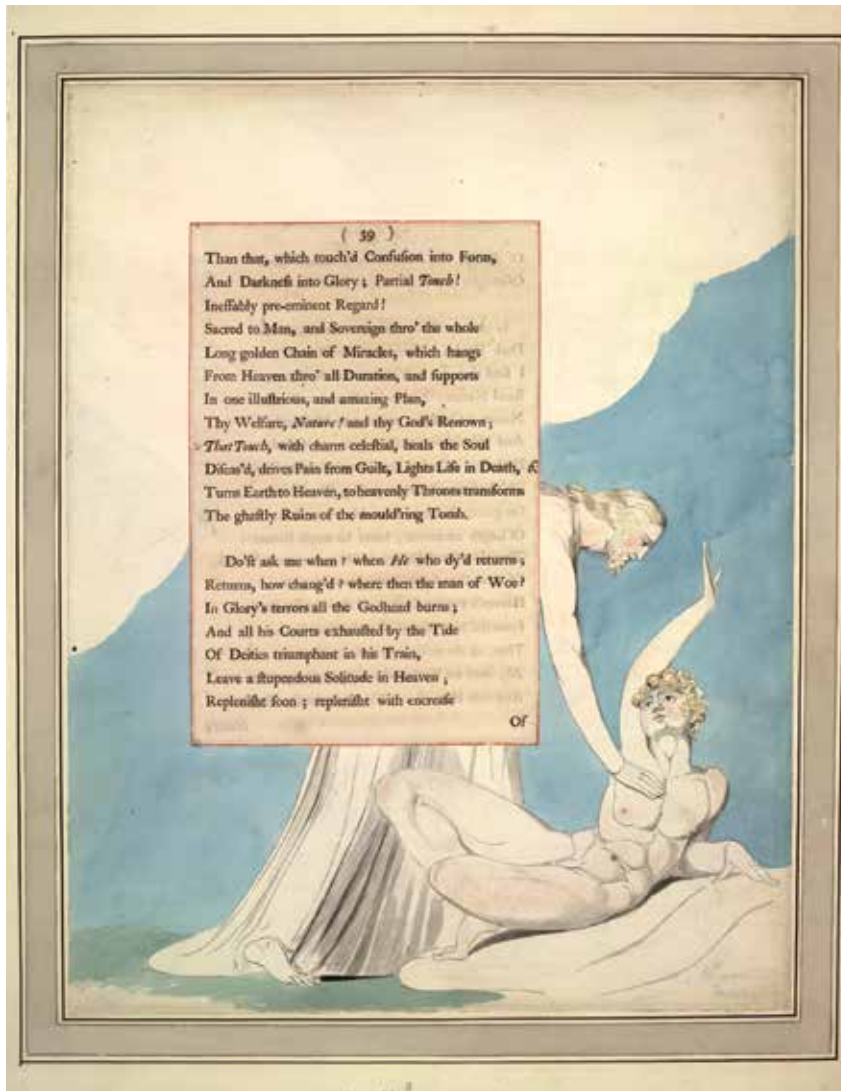 ( 39 )
Than that, which touch'd Confuſion into Form,
And Darkneſs into Glory ; Partial Touch !
Ineffably pre-eminent Regard !
Sacred to Man, and Sovereign thro' the whole
Long golden Chain of Miracles, which hangs
From Heaven thro' all Duration, and ſupports
In one illuſtrious, and amazing Plan,
Thy Welfare, Nature ! and thy God's Renown ;
That Touch, with charm celeſtial, heals the Soul
Diſeas'd, drives Pain from Guilt, Lights Life in Death,
Turns Earth to Heaven, to heavenly Thrones transforms
The ghaſtly Ruins of the mould'ring Tomb.
Do'ſt ask me when ? when He who dy'd returns ;
Returns, how chang'd ? where then the man of Woe ?
In Glory's terrors all the Godhead burns ;
And all his Courts exhauſted by the Tide
Of Deities triumphant in his Train,
Leave a ſtupendous Solitude in Heaven ;
Repleniſht ſoon ; repleniſht with encreaſe
Of